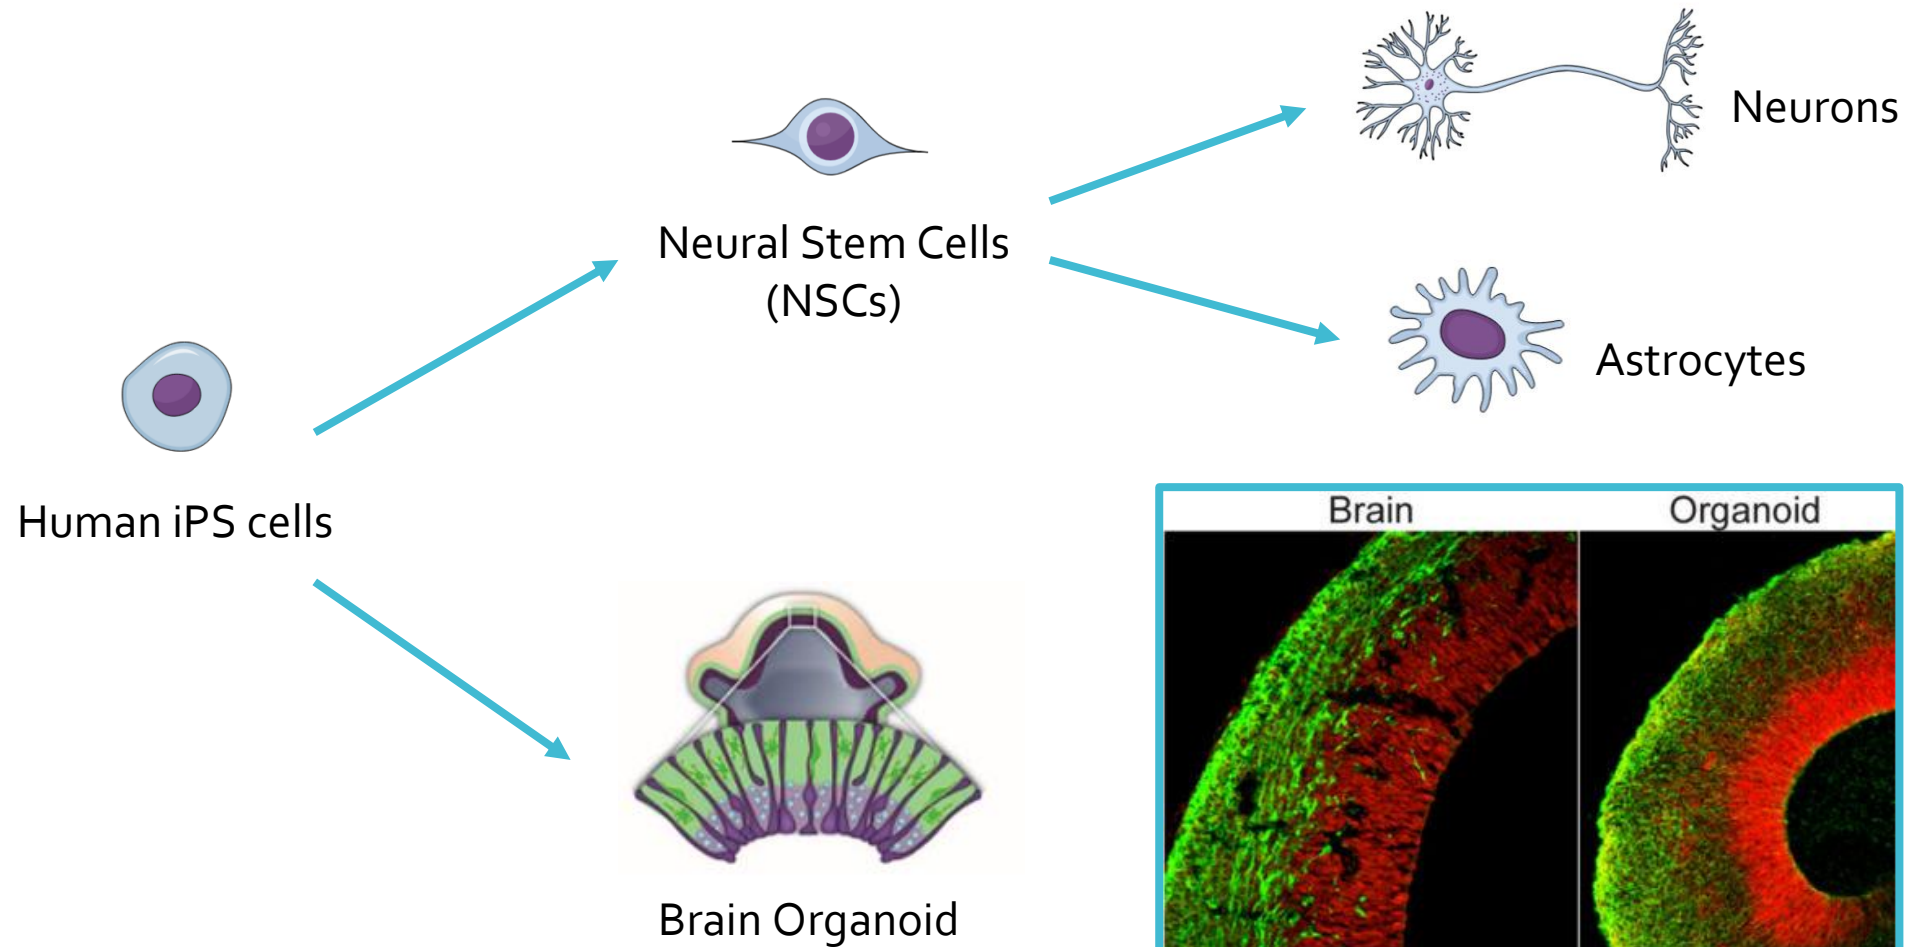 Neurons
Neural Stem Cells
(NSCs)
Astrocytes
Human iPS cells
Brain
Organoid
Brain Organoid